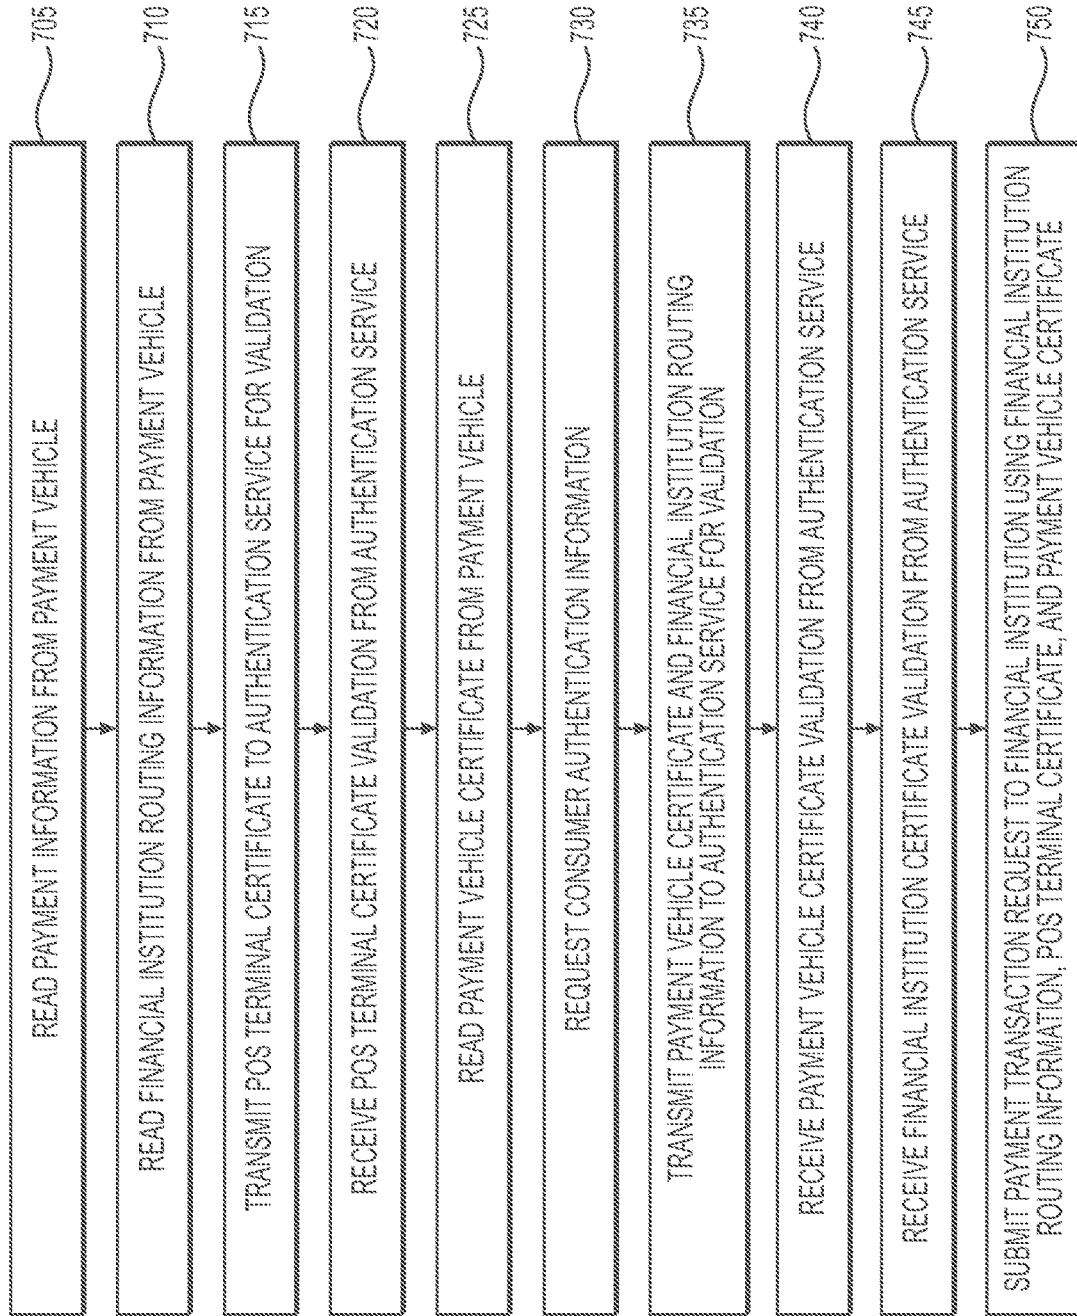 READ PAYMENT INFORMATION FROM PAYMENT VEHICLE
705
READ FINANCIAL INSTITUTION ROUTING INFORMATION FROM PAYMENT VEHICLE
710
TRANSMIT POS TERMINAL CERTIFICATE TO AUTHENTICATION SERVICE FOR VALIDATION
715
RECEIVE POS TERMINAL CERTIFICATE VALIDATION FROM AUTHENTICATION SERVICE
720
READ PAYMENT VEHICLE CERTIFICATE FROM PAYMENT VEHICLE
725
REQUEST CONSUMER AUTHENTICATION INFORMATION
730
TRANSMIT PAYMENT VEHICLE CERTIFICATE AND FINANCIAL INSTITUTION ROUTING
INFORMATION TO AUTHENTICATION SERVICE FOR VALIDATION
735
RECEIVE PAYMENT VEHICLE CERTIFICATE VALIDATION FROM AUTHENTICATION SERVICE
740
RECEIVE FINANCIAL INSTITUTION CERTIFICATE VALIDATION FROM AUTHENTICATION SERVICE
745
SUBMIT PAYMENT TRANSACTION REQUEST TO FINANCIAL INSTITUTION USING FINANCIAL INSTITUTION
ROUTING INFORMATION, POS TERMINAL CERTIFICATE, AND PAYMENT VEHICLE CERTIFICATE
750